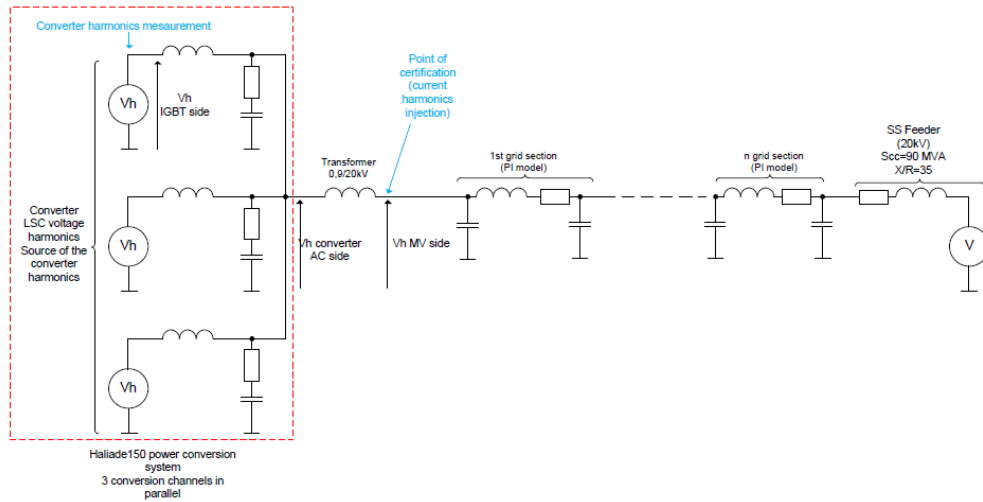 Converter harmonics mesaurement
Vh
Vh
IGBT side
Point of
certification
(current
harmonics
injection)
SS Feeder
(20kV)
Scc=90 MVA
X/R=35
1st grid section
(PI model)
n grid section
(PI model)
Transformer
0,9/20kV
Converter
LSC voltage
harmonics
Source of the
converter
harmonics
Vh
Vh converter
AC side
Vh MV side
V
Vh
Haliade150 power conversion
system
3 conversion channels in
parallel